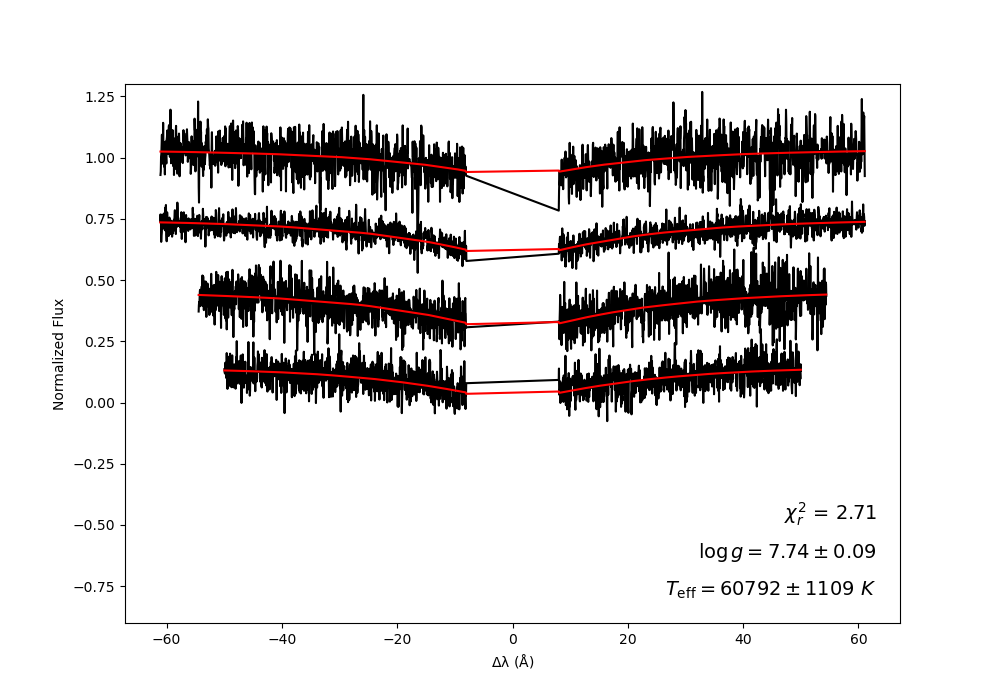 1.25
1.00
0.75
0.50
0.25
0.00
−0.25
−0.50
−0.75
Normalized Flux
χ²ᵣ = 2.71
log g = 7.74 ± 0.09
T_eff = 60792 ± 1109 K
−60 −40 −20 0 20 40 60
Δλ (Å)